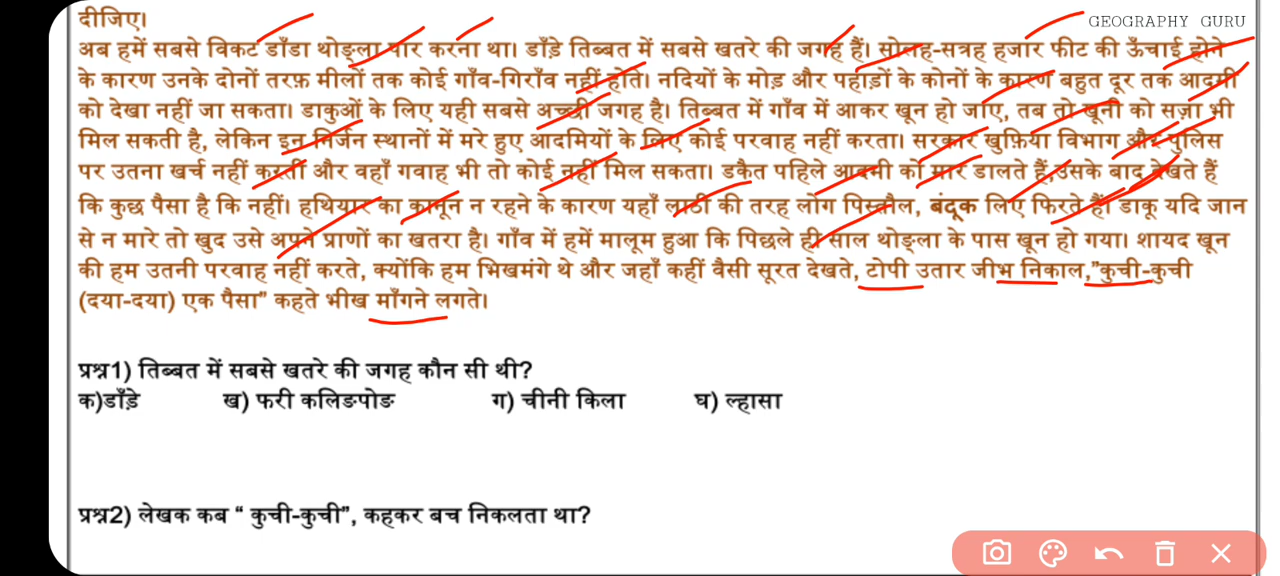 दीजिए।
GEOGRAPHY GURU
अब हमें सबसे विकट डाँडा थोङ्ला पार करना था। डाँड़े तिब्बत में सबसे खतरे की जगह हैं। सोलह-सत्रह हजार फीट की ऊँचाई होने
के कारण उनके दोनों तरफ़ मीलों तक कोई गाँव-गिराँव नहीं होते। नदियों के मोड़ और पहाड़ों के कोनों के कारण बहुत दूर तक आदमी
को देखा नहीं जा सकता। डाकुओं के लिए यही सबसे अच्छी जगह है। तिब्बत में गाँव में आकर खून हो जाए, तब तो खूनी को सज़ा भी
मिल सकती है, लेकिन इन निर्जन स्थानों में मरे हुए आदमियों के लिए कोई परवाह नहीं करता। सरकार खुफ़िया विभाग और पुलिस
पर उतना खर्च नहीं करती और वहाँ गवाह भी तो कोई नहीं मिल सकता। डकैत पहिले आदमी को मार डालते हैं,उसके बाद देखते हैं
कि कुछ पैसा है कि नहीं। हथियार का कानून न रहने के कारण यहाँ लाठी की तरह लोग पिस्तौल, बंदूक लिए फिरते हैं। डाकू यदि जान
से न मारे तो खुद उसे अपने प्राणों का खतरा है। गाँव में हमें मालूम हुआ कि पिछले ही साल थोङ्ला के पास खून हो गया। शायद खून
की हम उतनी परवाह नहीं करते, क्योंकि हम भिखमंगे थे और जहाँ कहीं वैसी सूरत देखते, टोपी उतार जीभ निकाल,"कुची-कुची
(दया-दया) एक पैसा" कहते भीख माँगने लगते।
प्रश्न1) तिब्बत में सबसे खतरे की जगह कौन सी थी?
क)डाँड़े ख) फरी कलिङपोङ ग) चीनी किला घ) ल्हासा
प्रश्न2) लेखक कब “ कुची-कुची”, कहकर बच निकलता था?